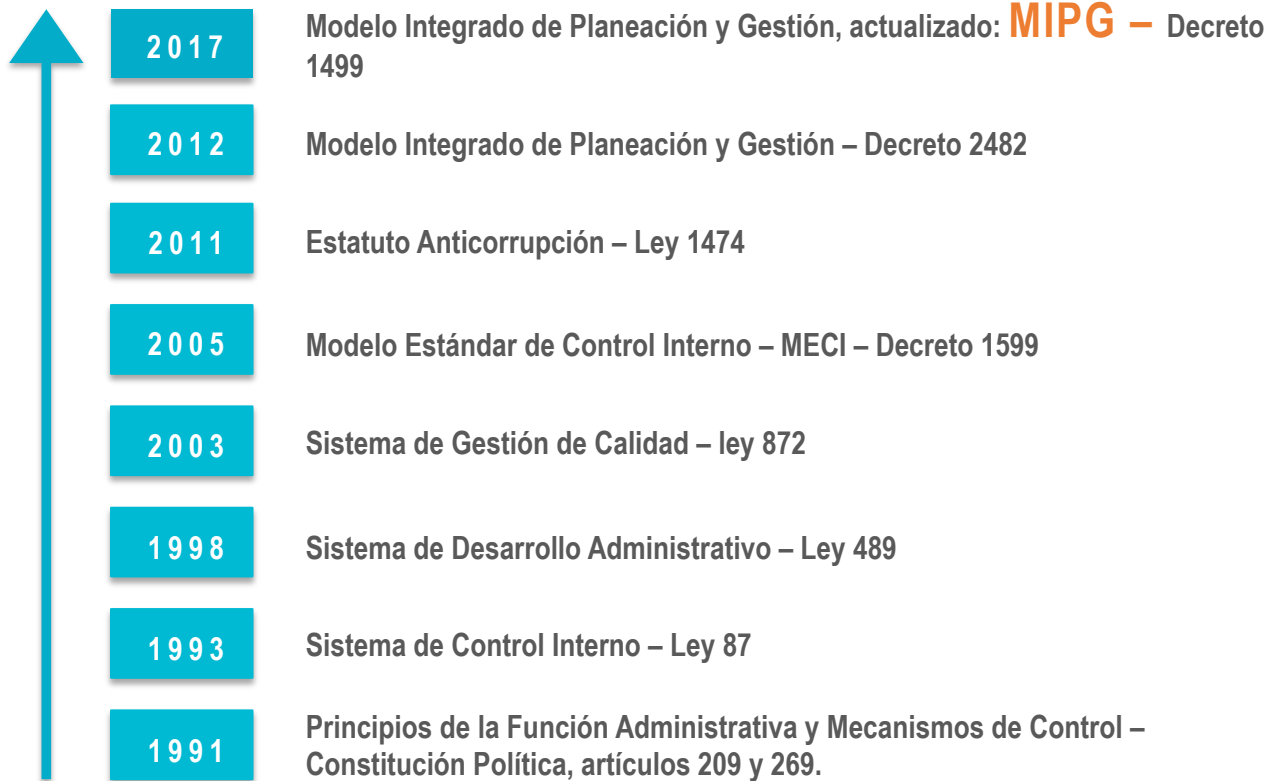 2017
Modelo Integrado de Planeación y Gestión, actualizado: MIPG – Decreto
1499
2012
Modelo Integrado de Planeación y Gestión – Decreto 2482
2011
Estatuto Anticorrupción – Ley 1474
2005
Modelo Estándar de Control Interno – MECI – Decreto 1599
2003
Sistema de Gestión de Calidad – ley 872
1998
Sistema de Desarrollo Administrativo – Ley 489
1993
Sistema de Control Interno – Ley 87
1991
Principios de la Función Administrativa y Mecanismos de Control –
Constitución Política, artículos 209 y 269.